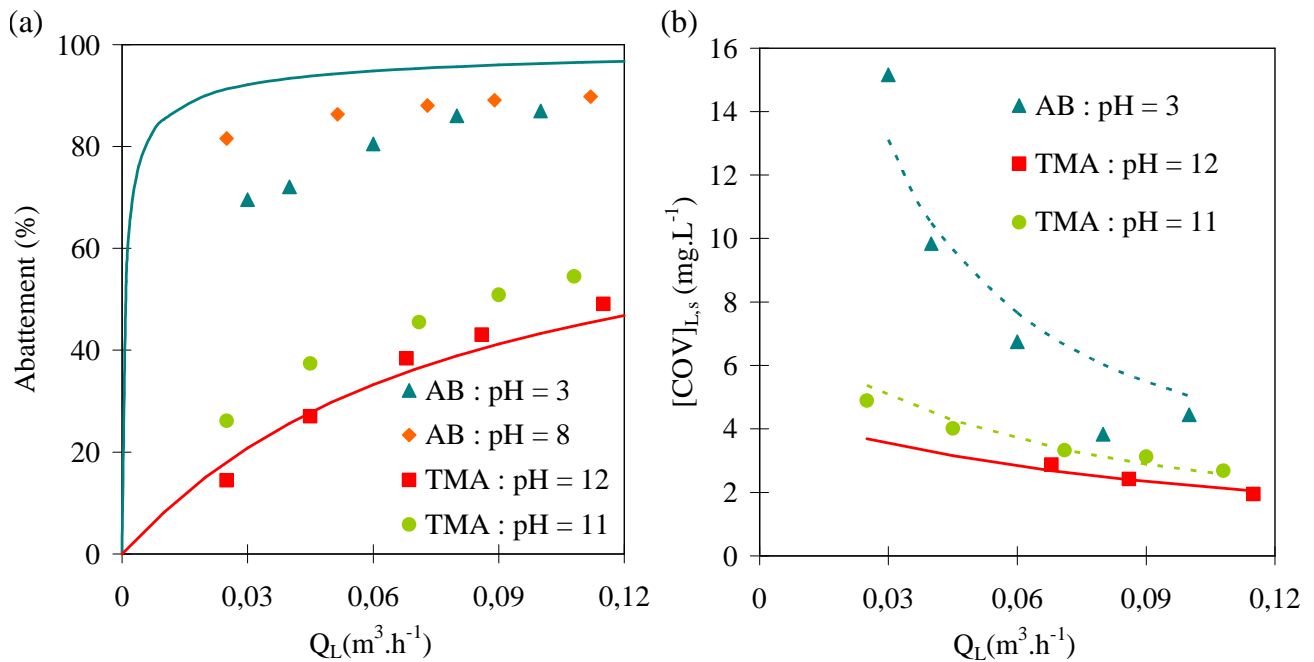 (a)
100
80
60
40
20
0
Abattement (%)
0
0,03
0,06
0,09
0,12
Q_L(m³.h⁻¹)
AB : pH = 3
AB : pH = 8
TMA : pH = 12
TMA : pH = 11
(b)
16
14
12
10
8
6
4
2
0
[COV]_L,s (mg.L⁻¹)
0
0,03
0,06
0,09
0,12
Q_L(m³.h⁻¹)
AB : pH = 3
TMA : pH = 12
TMA : pH = 11